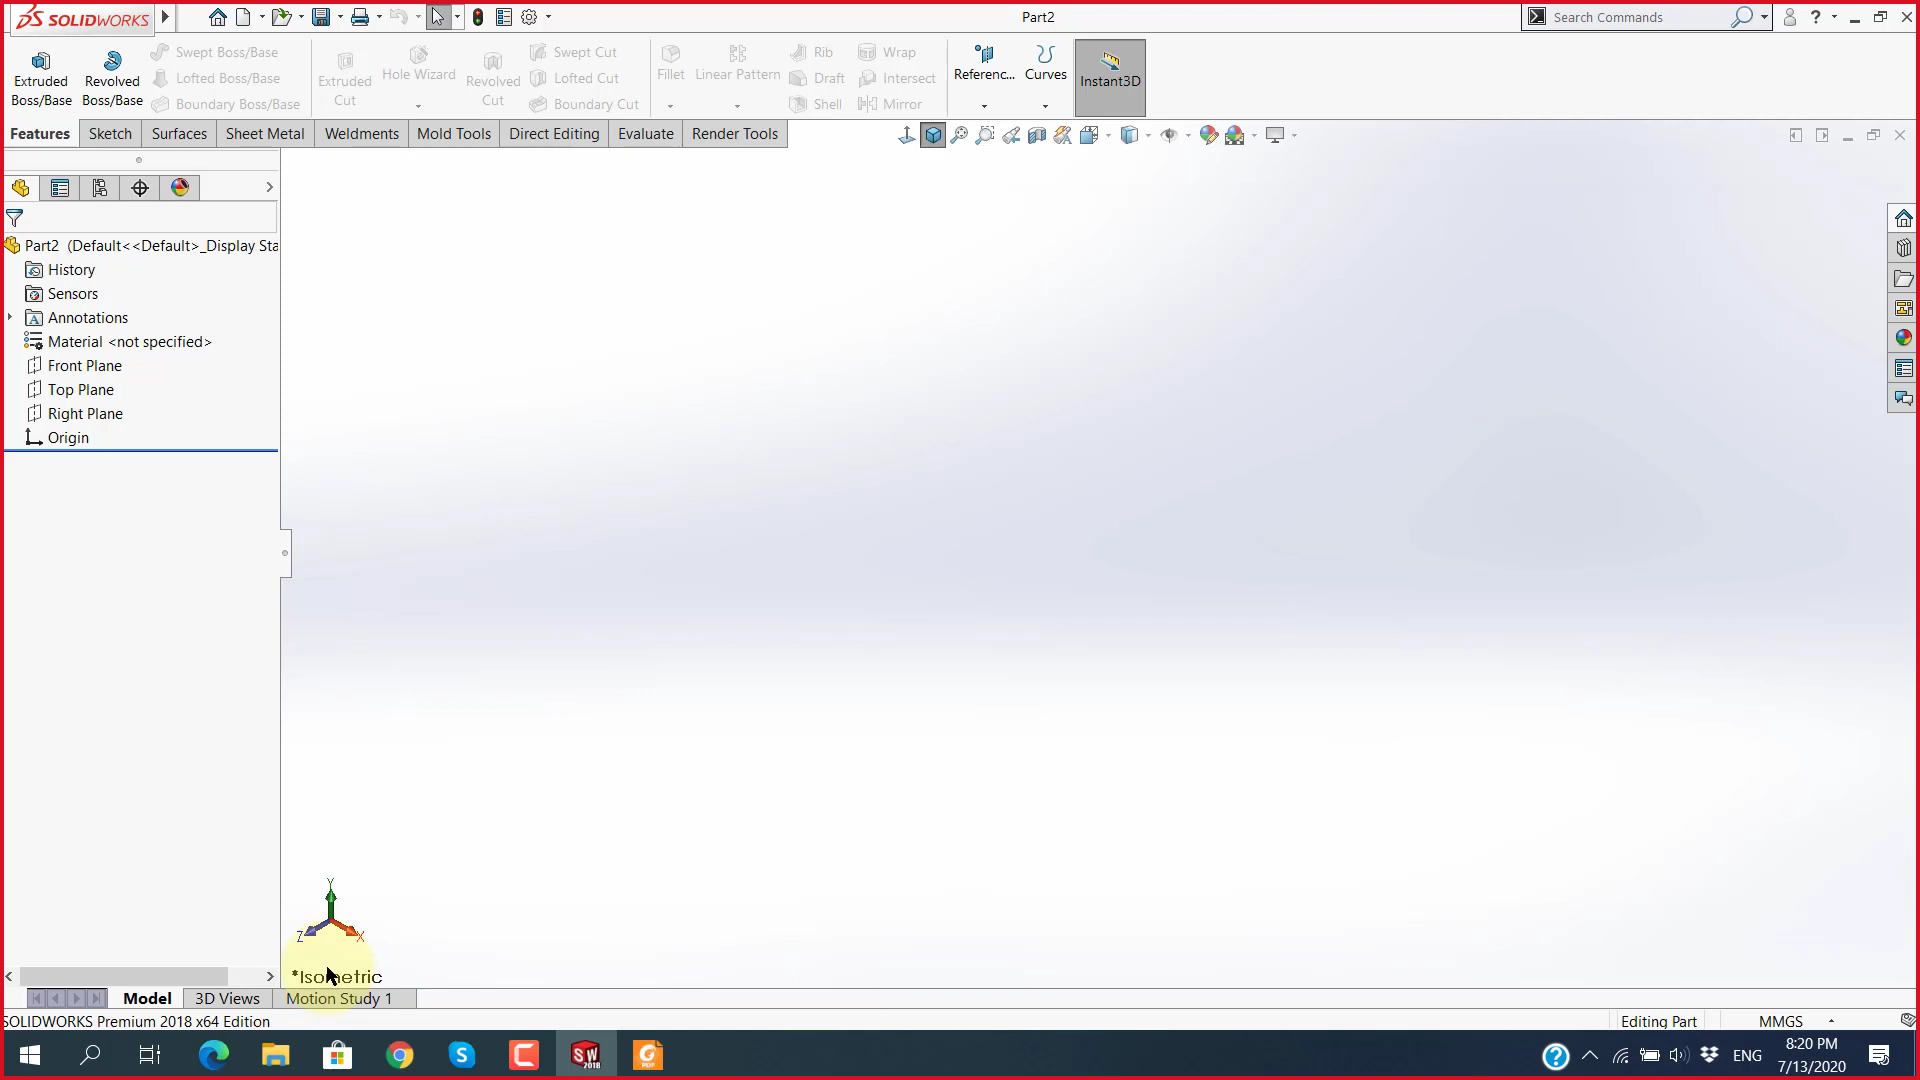 SOLIDWORKS
Part2
Search Commands
Extruded Boss/Base
Revolved Boss/Base
Swept Boss/Base
Lofted Boss/Base
Boundary Boss/Base
Extruded Cut
Hole Wizard
Revolved Cut
Swept Cut
Lofted Cut
Boundary Cut
Fillet
Linear Pattern
Rib
Draft
Shell
Wrap
Intersect
Mirror
Referenc...
Curves
Instant3D
Features Sketch Surfaces Sheet Metal Weldments Mold Tools Direct Editing Evaluate Render Tools
Part2 (Default<<Default>_Display Sta
History
Sensors
Annotations
Material <not specified>
Front Plane
Top Plane
Right Plane
Origin
Y
Z X
*Isometric
Model 3D Views Motion Study 1
SOLIDWORKS Premium 2018 x64 Edition
Editing Part MMGS
ENG
8:20 PM
7/13/2020
SW
2018
PDF